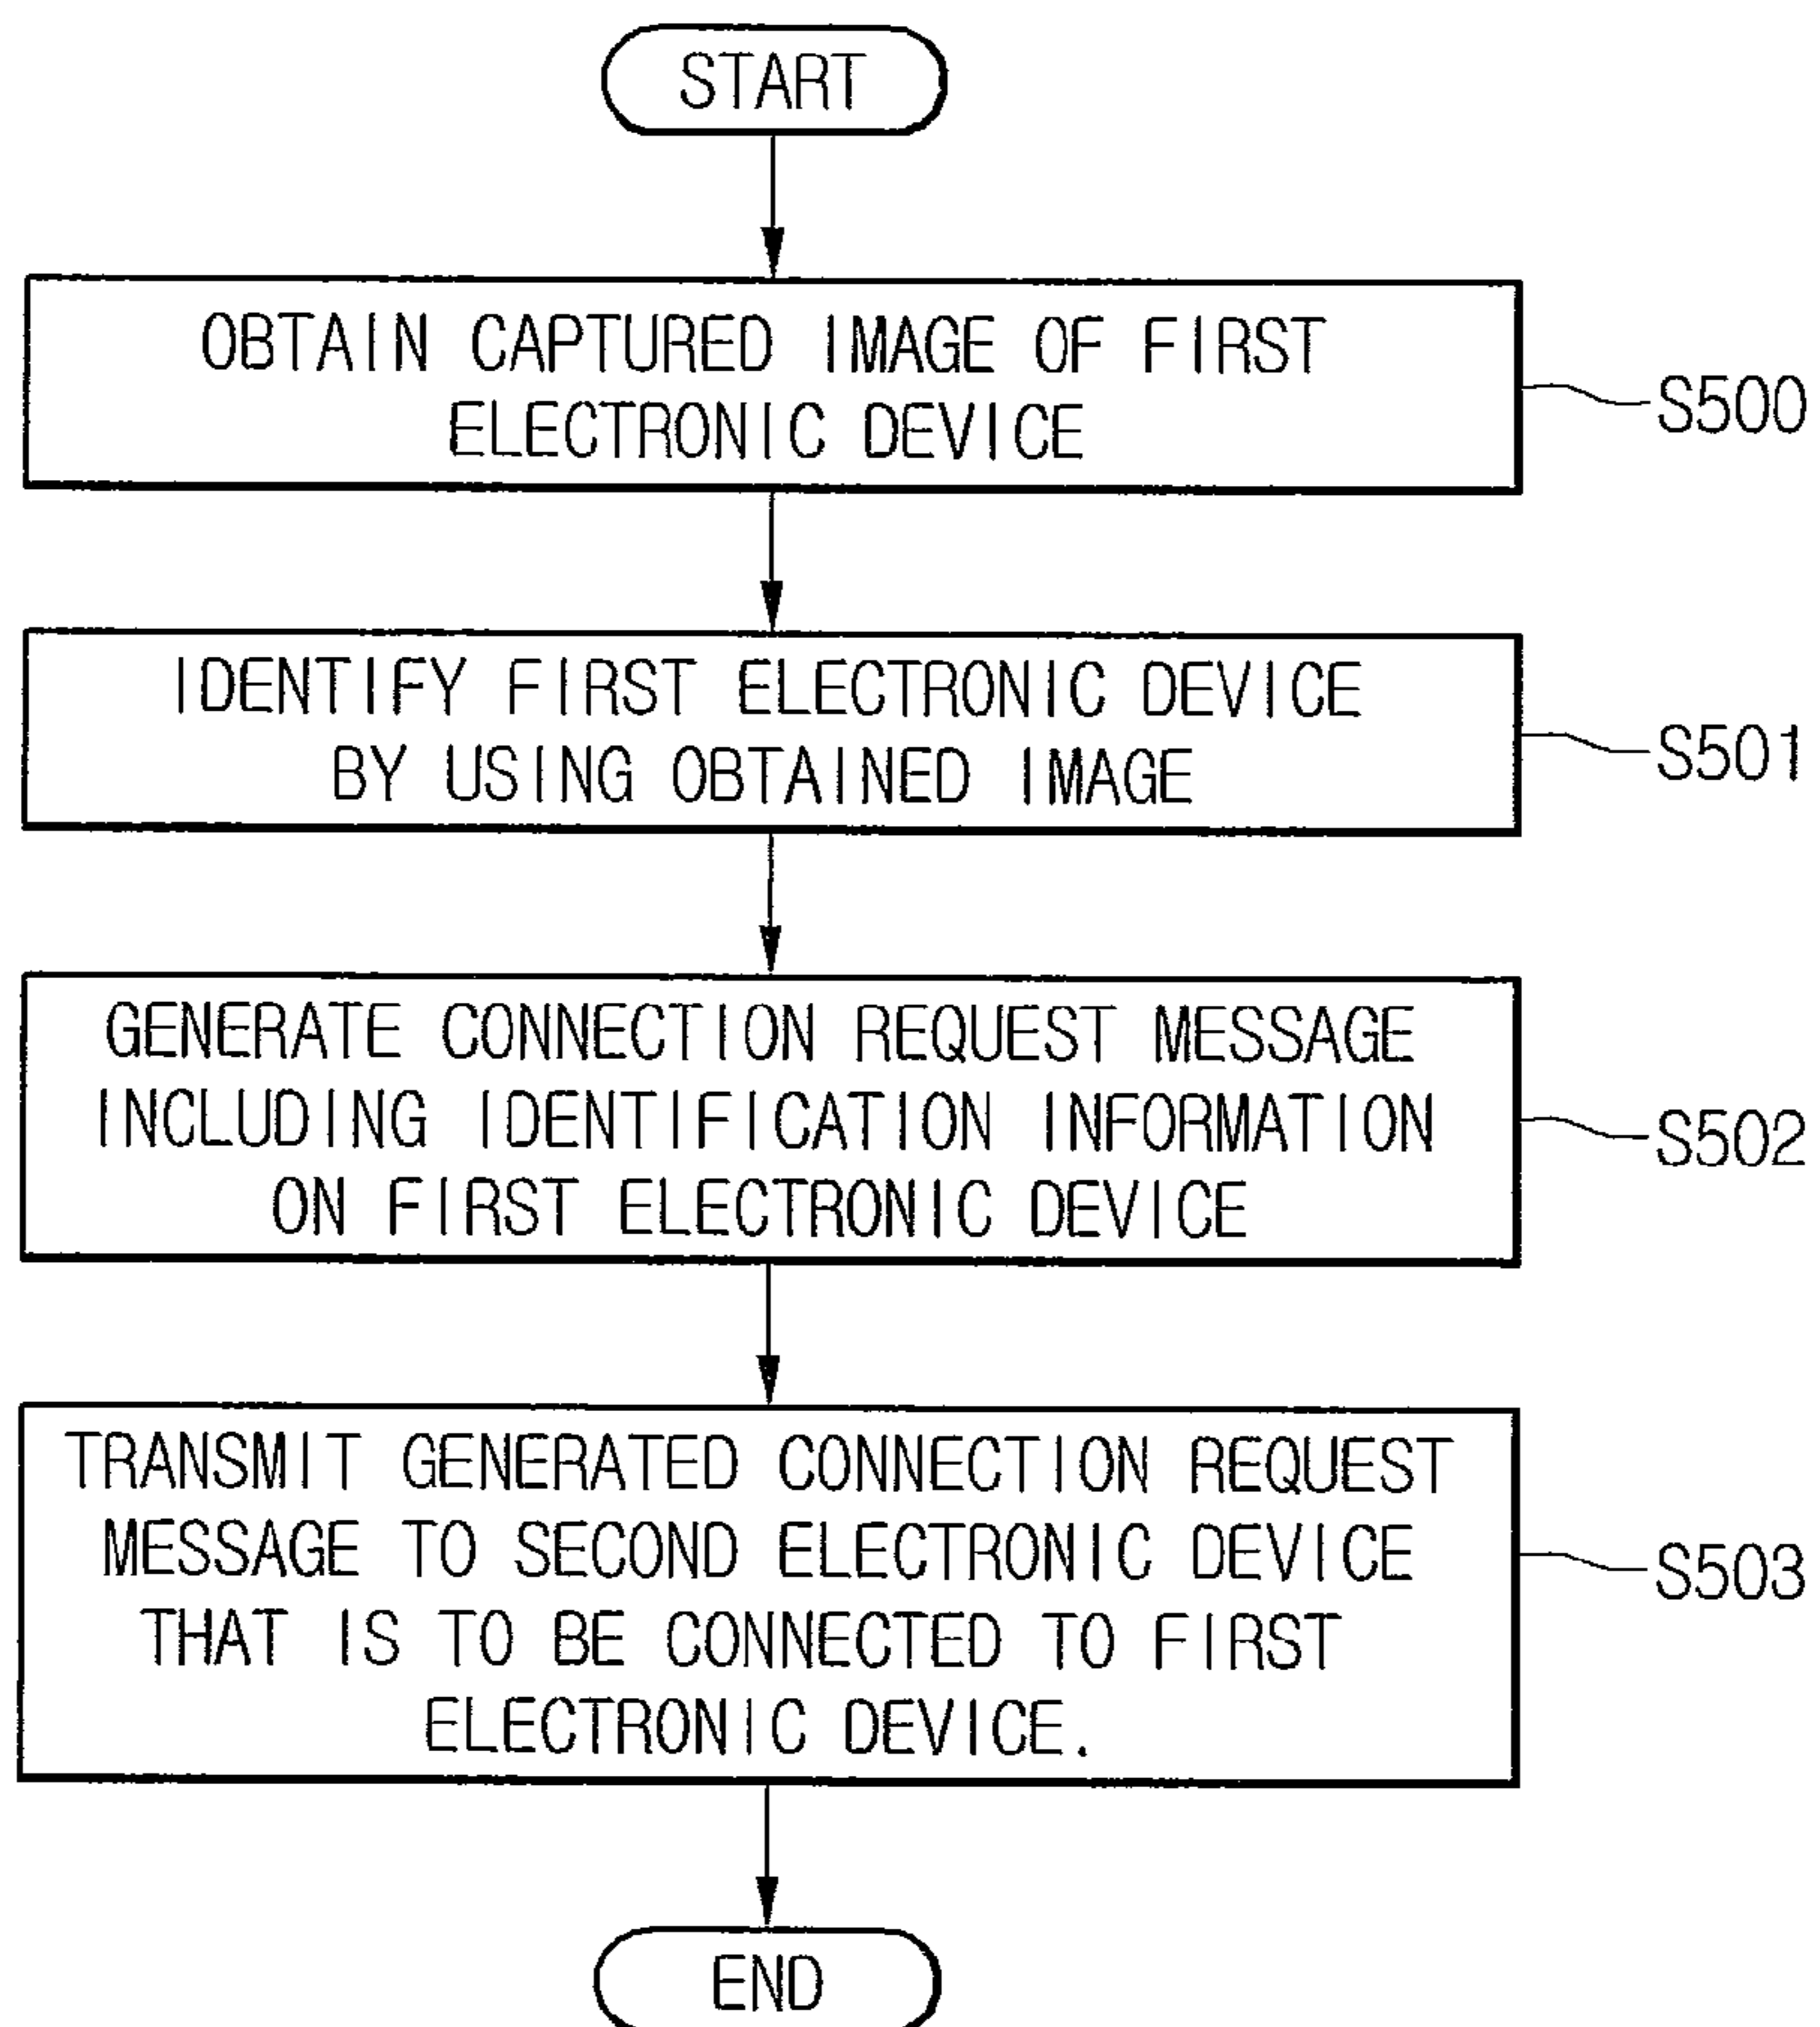 START
OBTAIN CAPTURED IMAGE OF FIRST
ELECTRONIC DEVICE
S500
IDENTIFY FIRST ELECTRONIC DEVICE
BY USING OBTAINED IMAGE
S501
GENERATE CONNECTION REQUEST MESSAGE
INCLUDING IDENTIFICATION INFORMATION
ON FIRST ELECTRONIC DEVICE
S502
TRANSMIT GENERATED CONNECTION REQUEST
MESSAGE TO SECOND ELECTRONIC DEVICE
THAT IS TO BE CONNECTED TO FIRST
ELECTRONIC DEVICE.
S503
END